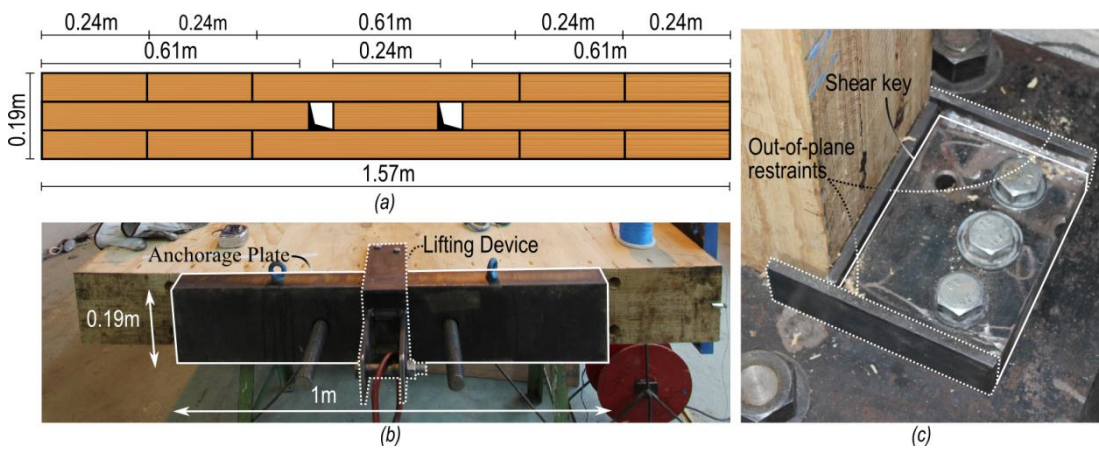 0.24m 0.24m 0.61m 0.24m 0.24m
0.61m 0.24m 0.61m
0.19m
1.57m
(a)
Anchorage Plate
Lifting Device
0.19m
1m
(b)
Shear key
Out-of-plane
restraints
(c)